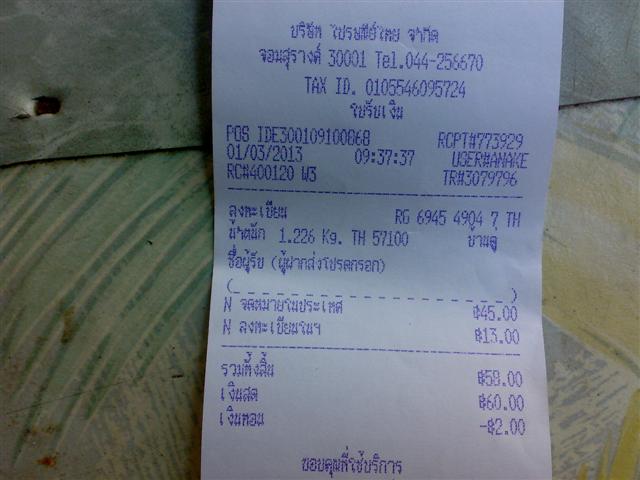 บริษัท ไปรษณีย์ไทย จำกัด
จอมสุรางค์ 30001 Tel.044-256670
TAX ID. 0105546095724
ใบรับเงิน
POS IDE300109100868 RCPT#773929
01/03/2013 09:37:37 USER#ANAKE
RC#400120 W3 TR#3079796
ลงทะเบียน RG 6945 4904 7 TH
น้ำหนัก 1.226 Kg. TH 57100 บานดู
ชื่อผู้รับ (ผู้ฝากส่งโปรดกรอก)
(_ _ _ _ _ _ _ _ _ _ _ _ _ _ _ _)
N จดหมายในประเทศ ฿45.00
N ลงทะเบียนในฯ ฿13.00
รวมทั้งสิ้น ฿58.00
เงินสด ฿60.00
เงินทอน -฿2.00
ขอบคุณที่ใช้บริการ